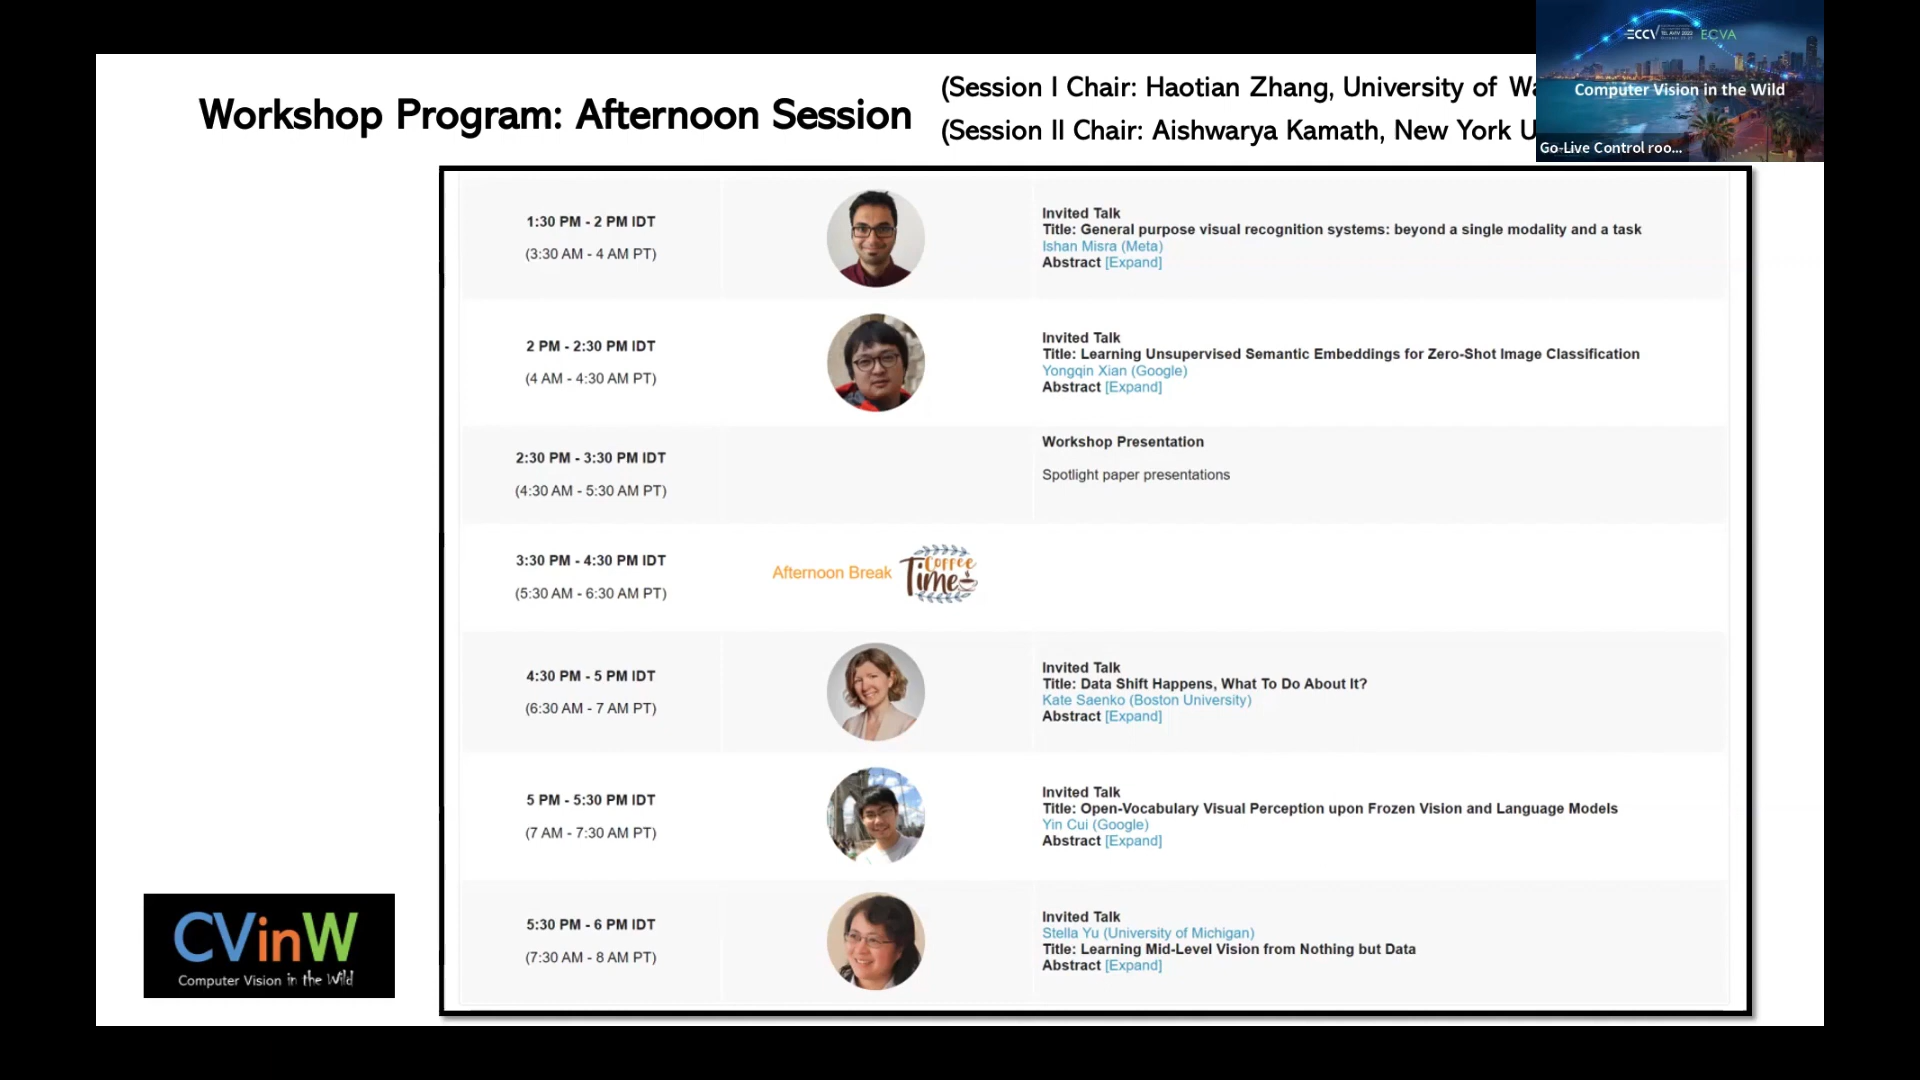 Workshop Program: Afternoon Session
(Session I Chair: Haotian Zhang, University of
(Session II Chair: Aishwarya Kamath, New York
ECCV TEL AVIV 2022 ECVA
Computer Vision in the Wild
Go-Live Control roo...
1:30 PM - 2 PM IDT
(3:30 AM - 4 AM PT)
Invited Talk
Title: General purpose visual recognition systems: beyond a single modality and a task
Ishan Misra (Meta)
Abstract [Expand]
2 PM - 2:30 PM IDT
(4 AM - 4:30 AM PT)
Invited Talk
Title: Learning Unsupervised Semantic Embeddings for Zero-Shot Image Classification
Yongqin Xian (Google)
Abstract [Expand]
2:30 PM - 3:30 PM IDT
(4:30 AM - 5:30 AM PT)
Workshop Presentation
Spotlight paper presentations
3:30 PM - 4:30 PM IDT
(5:30 AM - 6:30 AM PT)
Afternoon Break
Coffee
Time
4:30 PM - 5 PM IDT
(6:30 AM - 7 AM PT)
Invited Talk
Title: Data Shift Happens, What To Do About It?
Kate Saenko (Boston University)
Abstract [Expand]
5 PM - 5:30 PM IDT
(7 AM - 7:30 AM PT)
Invited Talk
Title: Open-Vocabulary Visual Perception upon Frozen Vision and Language Models
Yin Cui (Google)
Abstract [Expand]
5:30 PM - 6 PM IDT
(7:30 AM - 8 AM PT)
Invited Talk
Stella Yu (University of Michigan)
Title: Learning Mid-Level Vision from Nothing but Data
Abstract [Expand]
CVinW
Computer Vision in the Wild